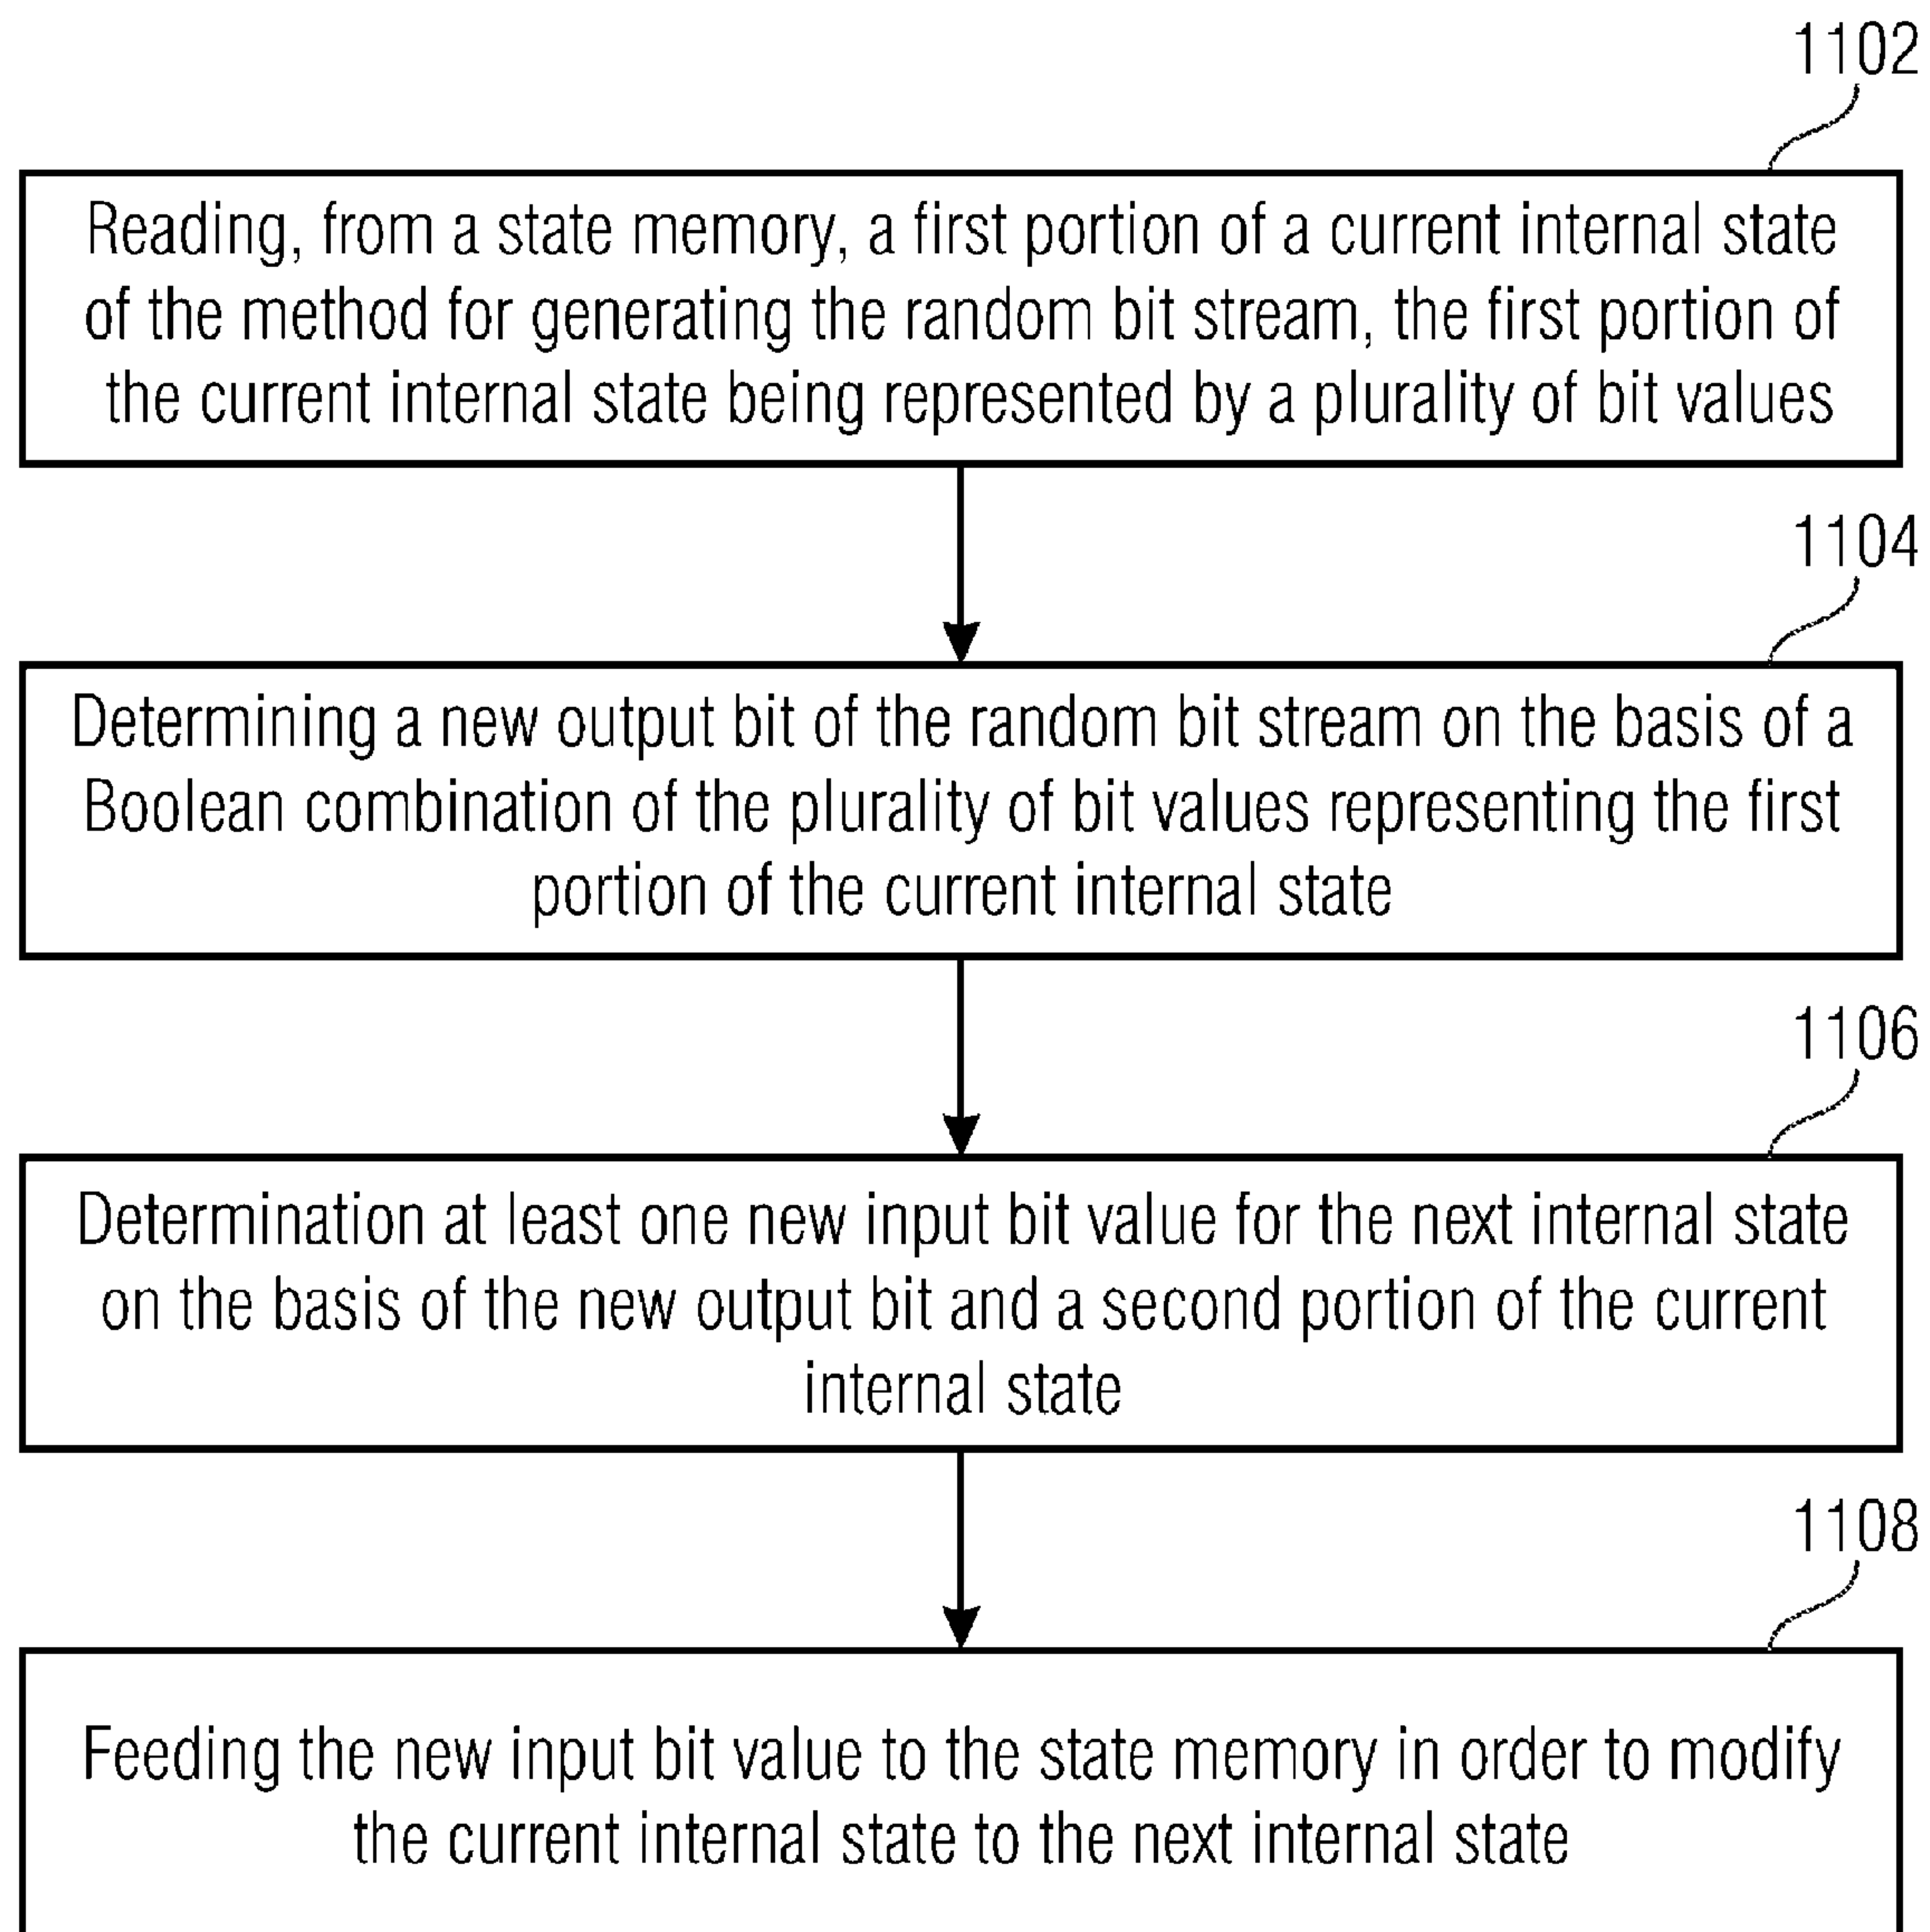 1102
Reading, from a state memory, a first portion of a current internal state
of the method for generating the random bit stream, the first portion of
the current internal state being represented by a plurality of bit values
1104
Determining a new output bit of the random bit stream on the basis of a
Boolean combination of the plurality of bit values representing the first
portion of the current internal state
1106
Determination at least one new input bit value for the next internal state
on the basis of the new output bit and a second portion of the current
internal state
1108
Feeding the new input bit value to the state memory in order to modify
the current internal state to the next internal state